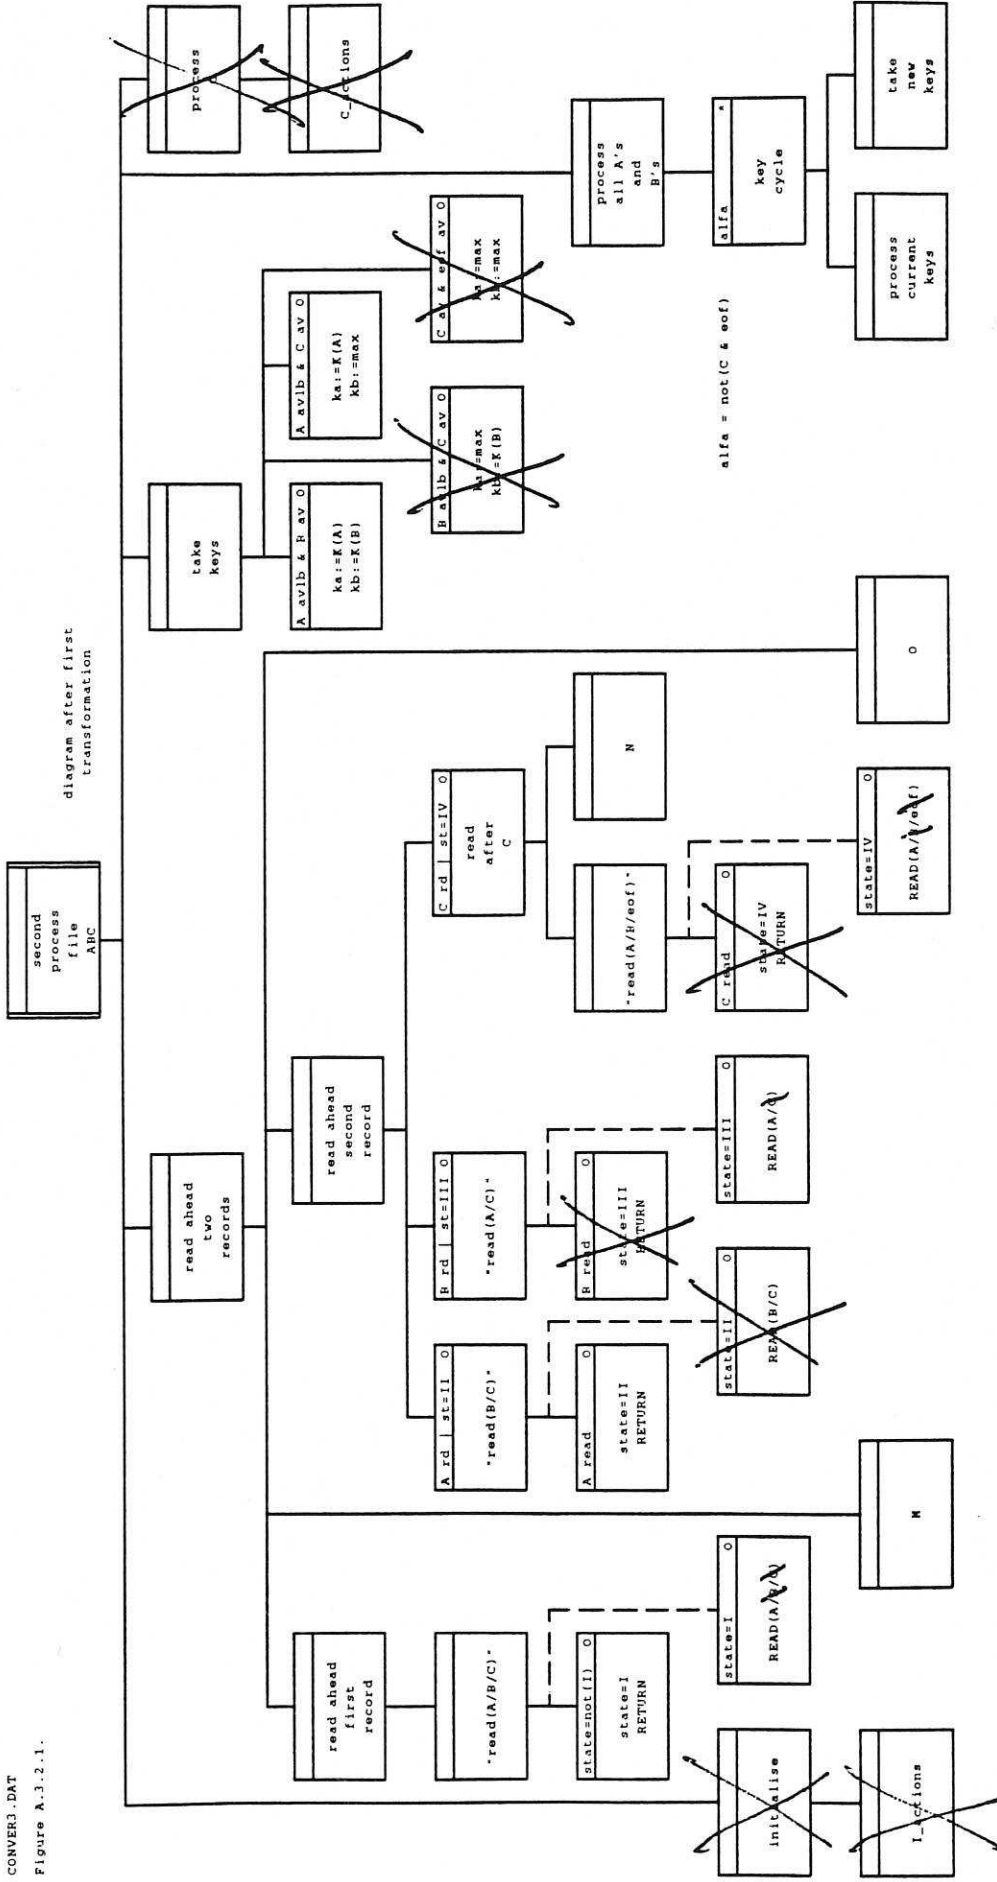 CONVER3.DAT
Figure A.3.2.1.
diagram after first
transformation
second
process
file
ABC
read ahead
two
records
take
keys
process
C_actions
read ahead
first
record
"read(A/B/C)"
state=not(I) O
state=I
RETURN
state=I O
READ(A/B/C)
initialise
I_actions
M
read ahead
second
record
A rd | st=II O
"read(B/C)"
A read O
state=II
RETURN
state=II O
READ(B/C)
B rd | st=III O
"read(A/C)"
B read O
state=III
RETURN
state=III O
READ(A/C)
C rd | st=IV O
read
after
C
"read(A/B/eof)"
C read O
state=IV
RETURN
state=IV O
READ(A/B/eof)
N
O
A avlb & B av O
ka:=K(A)
kb:=K(B)
B avlb & C av O
ka:=max
kb:=K(B)
A avlb & C av O
ka:=K(A)
kb:=max
C av & eof av O
ka:=max
kb:=max
process
all A's
and
B's
alfa *
key
cycle
process
current
keys
take
new
keys
alfa = not(C & eof)